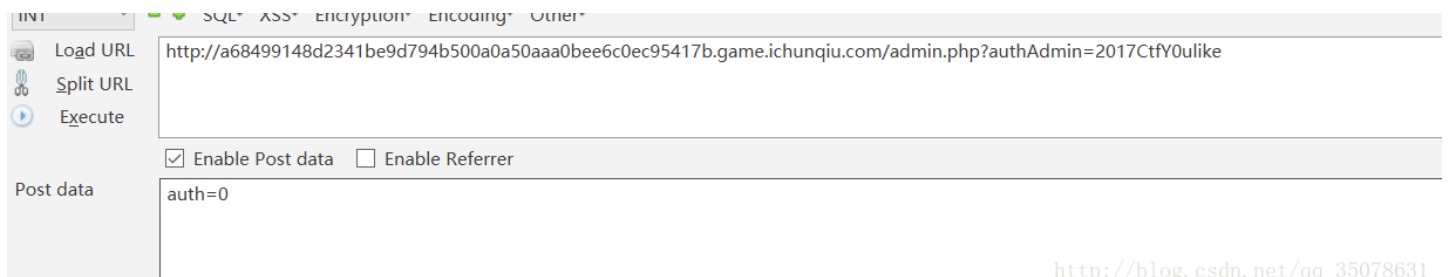 INT SQL▾ XSS▾ Encryption▾ Encoding▾ Other▾
Load URL
http://a68499148d2341be9d794b500a0a50aaa0bee6c0ec95417b.game.ichunqiu.com/admin.php?authAdmin=2017CtfY0ulike
Split URL
Execute
Enable Post data Enable Referrer
Post data
auth=0
http://blog.csdn.net/qq_35078631